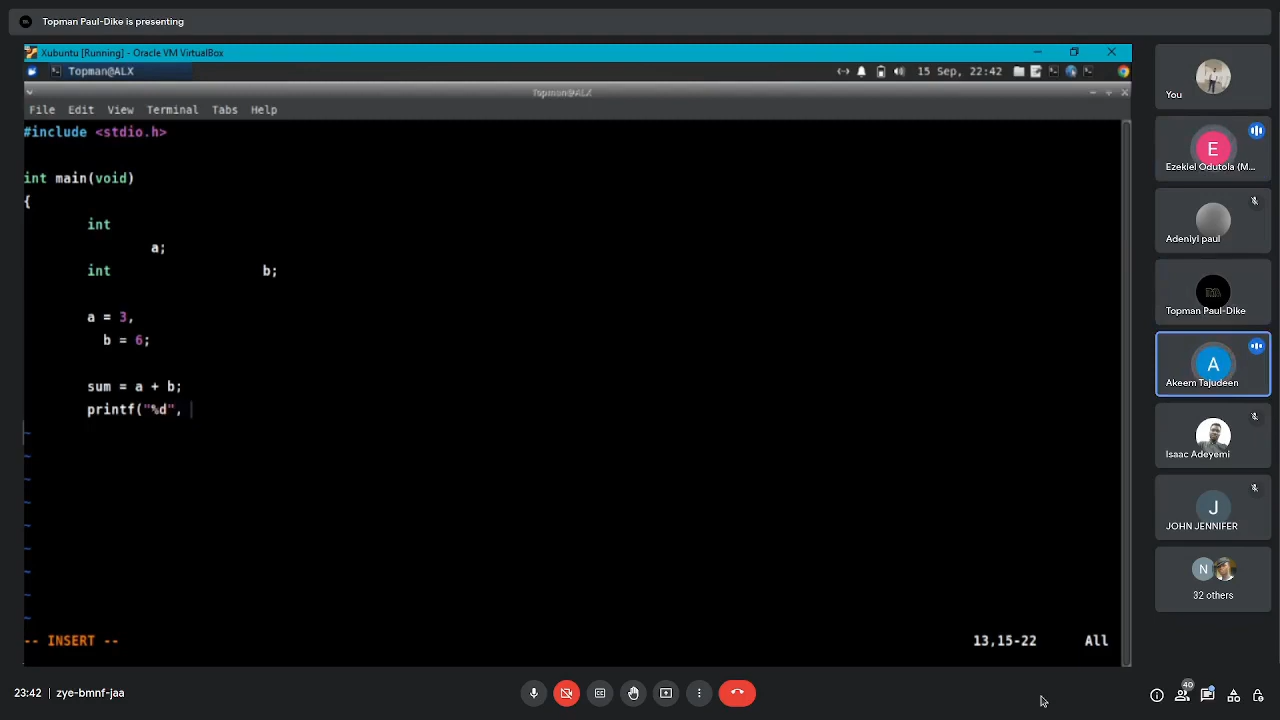 Topman Paul-Dike is presenting
Xubuntu [Running] - Oracle VM VirtualBox
Topman@ALX
15 Sep, 22:42
Topman@ALX
File Edit View Terminal Tabs Help
#include <stdio.h>
int main(void)
{
int
a;
int b;
a = 3,
b = 6;
sum = a + b;
printf("%d",
~
~
~
~
~
~
~
~
~
-- INSERT --
13,15-22 All
You
E
Ezekiel Odutola (M...
Adeniyi paul
Topman Paul-Dike
A
Akeem Tajudeen
Isaac Adeyemi
J
JOHN JENNIFER
N
32 others
23:42 | zye-bmnf-jaa
40